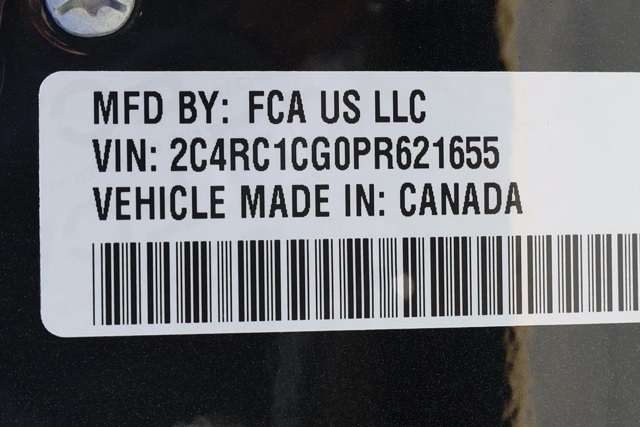 MFD BY: FCA US LLC
VIN: 2C4RC1CG0PR621655
VEHICLE MADE IN: CANADA